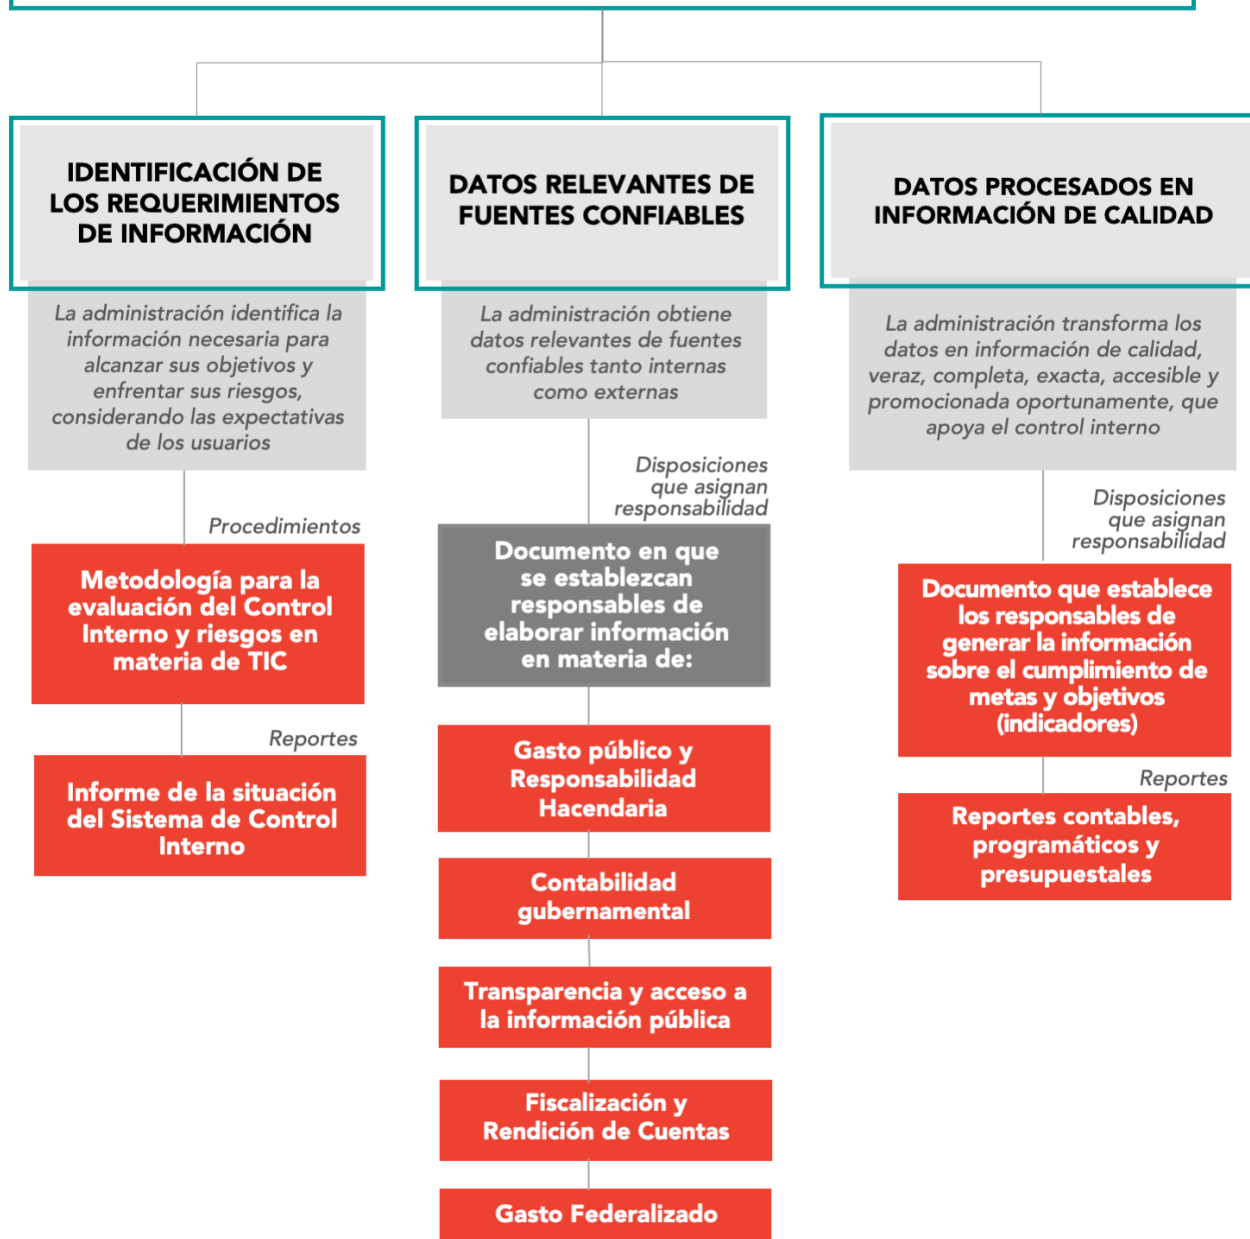 IDENTIFICACIÓN DE
LOS REQUERIMIENTOS
DE INFORMACIÓN
La administración identifica la
información necesaria para
alcanzar sus objetivos y
enfrentar sus riesgos,
considerando las expectativas
de los usuarios
Procedimientos
Metodología para la
evaluación del Control
Interno y riesgos en
materia de TIC
Reportes
Informe de la situación
del Sistema de Control
Interno
DATOS RELEVANTES DE
FUENTES CONFIABLES
La administración obtiene
datos relevantes de fuentes
confiables tanto internas
como externas
Disposiciones
que asignan
responsabilidad
Documento en que
se establezcan
responsables de
elaborar información
en materia de:
Gasto público y
Responsabilidad
Hacendaria
Contabilidad
gubernamental
Transparencia y acceso a
la información pública
Fiscalización y
Rendición de Cuentas
Gasto Federalizado
DATOS PROCESADOS EN
INFORMACIÓN DE CALIDAD
La administración transforma los
datos en información de calidad,
veraz, completa, exacta, accesible y
promocionada oportunamente, que
apoya el control interno
Disposiciones
que asignan
responsabilidad
Documento que establece
los responsables de
generar la información
sobre el cumplimiento de
metas y objetivos
(indicadores)
Reportes
Reportes contables,
programáticos y
presupuestales